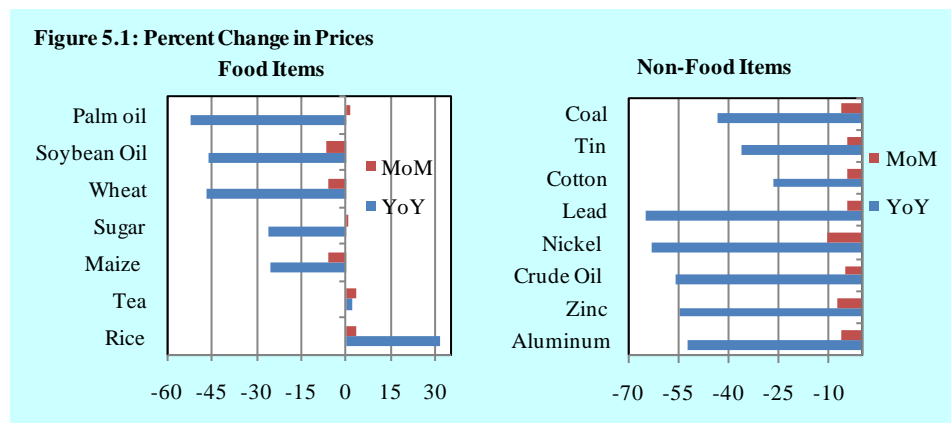 Figure 5.1: Percent Change in Prices
Food Items
Palm oil
Soybean Oil
Wheat
Sugar
Maize
Tea
Rice
MoM
YoY
-60 -45 -30 -15 0 15 30
Non-Food Items
Coal
Tin
Cotton
Lead
Nickel
Crude Oil
Zinc
Aluminum
MoM
YoY
-70 -55 -40 -25 -10